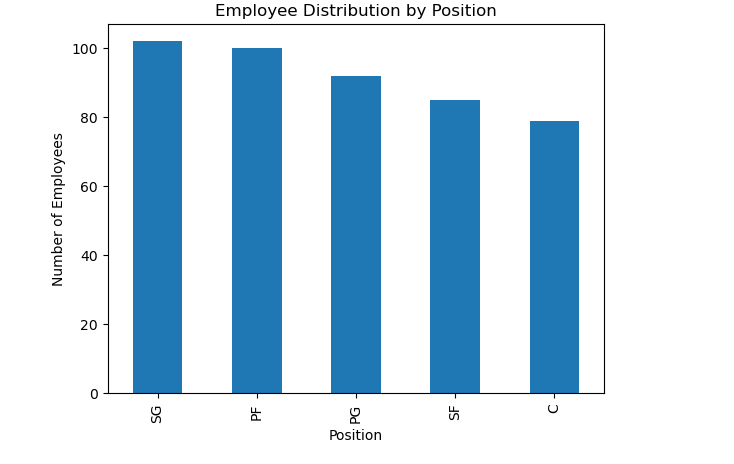 Employee Distribution by Position
Number of Employees
100
80
60
40
20
0
SG
PF
PG
SF
C
Position